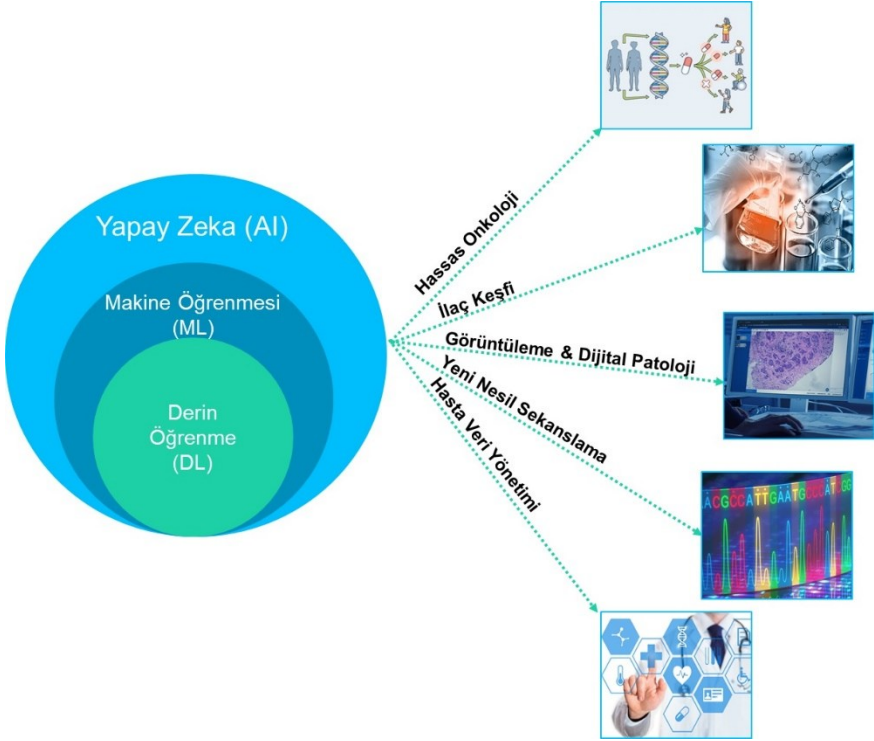 Yapay Zeka (AI)
Makine Öğrenmesi
(ML)
Derin
Öğrenme
(DL)
Hassas Onkoloji
İlaç Keşfi
Görüntüleme & Dijital Patoloji
Yeni Nesil Sekanslama
Hasta Veri Yönetimi